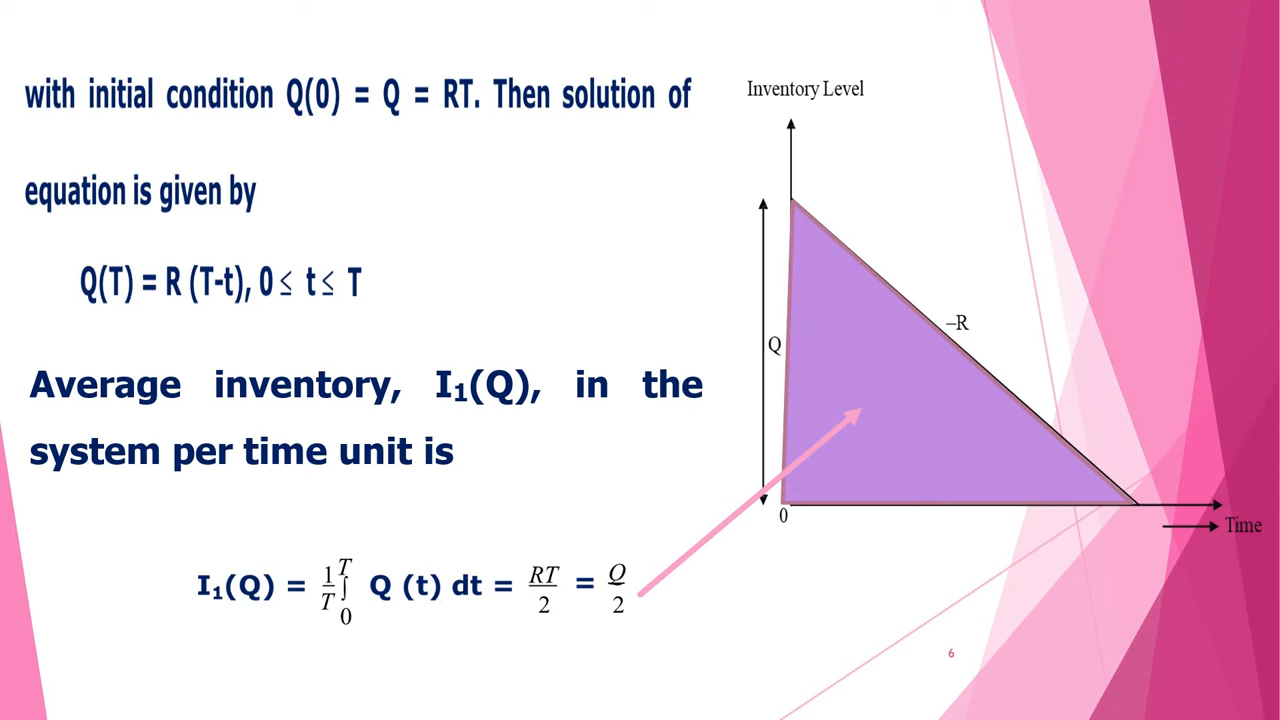 with initial condition Q(0) = Q = RT. Then solution of
equation is given by
Q(T) = R (T-t), 0 ≤ t ≤ T
Average inventory, I₁(Q), in the
system per time unit is
I₁(Q) = 1/T ∫₀ᵀ Q (t) dt = RT/2 = Q/2
Inventory Level
Q
–R
0
Time
6